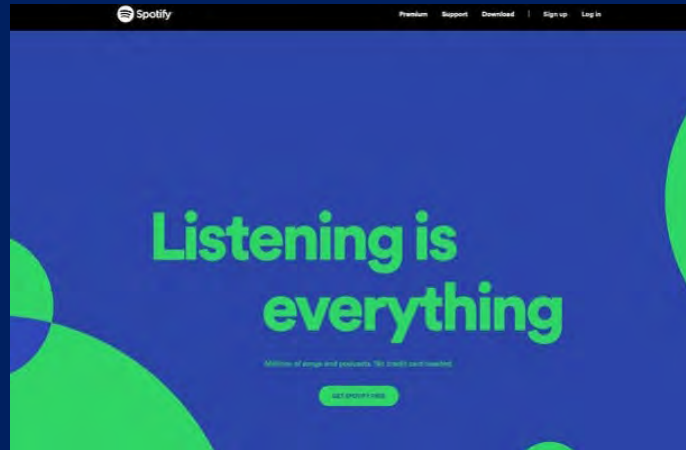 Spotify
Premium Support Download | Sign up Log in
Listening is
everything
Millions of songs and podcasts. No credit card needed.
GET SPOTIFY FREE